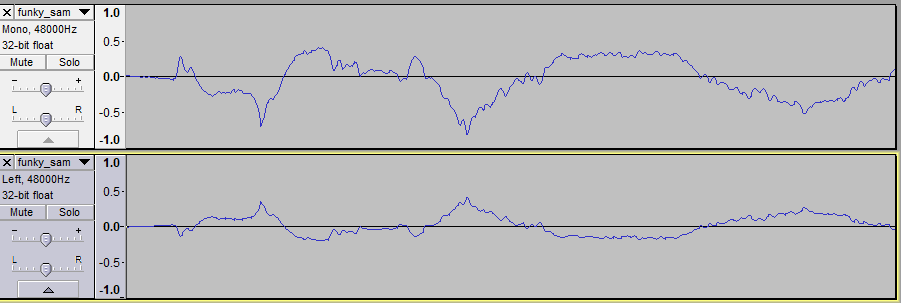 funky_sam
Mono, 48000Hz
32-bit float
Mute Solo
- +
L R
1.0
0.5-
0.0-
-0.5-
-1.0
funky_sam
Left, 48000Hz
32-bit float
Mute Solo
- +
L R
1.0
0.5-
0.0-
-0.5-
-1.0